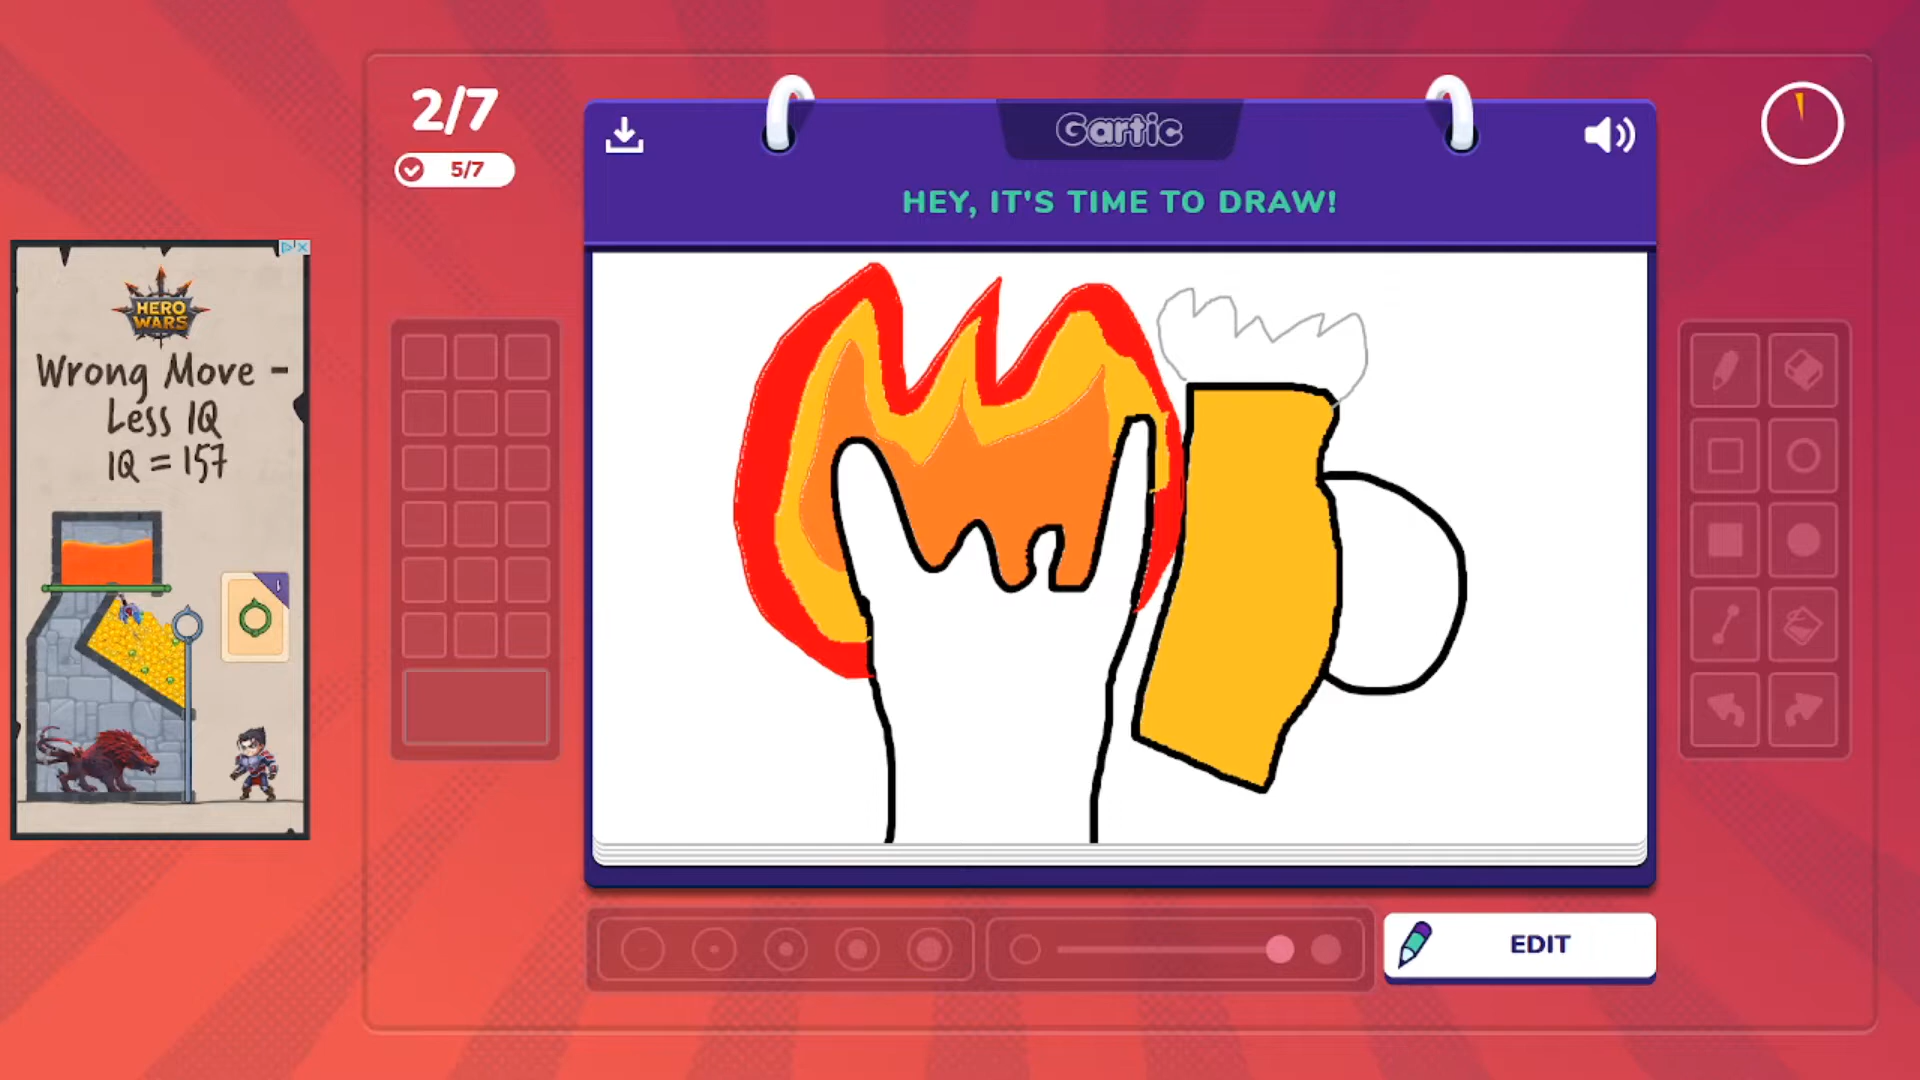 2/7
5/7
Gartic
HEY, IT'S TIME TO DRAW!
HERO
WARS
Wrong Move -
Less IQ
IQ = 157
EDIT